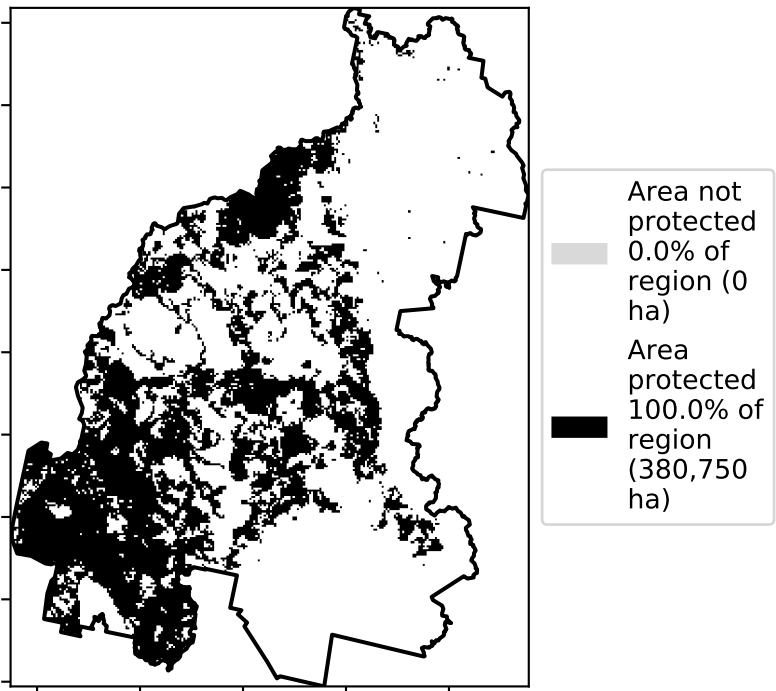 Area not
protected
0.0% of
region (0
ha)
Area
protected
100.0% of
region
(380,750
ha)